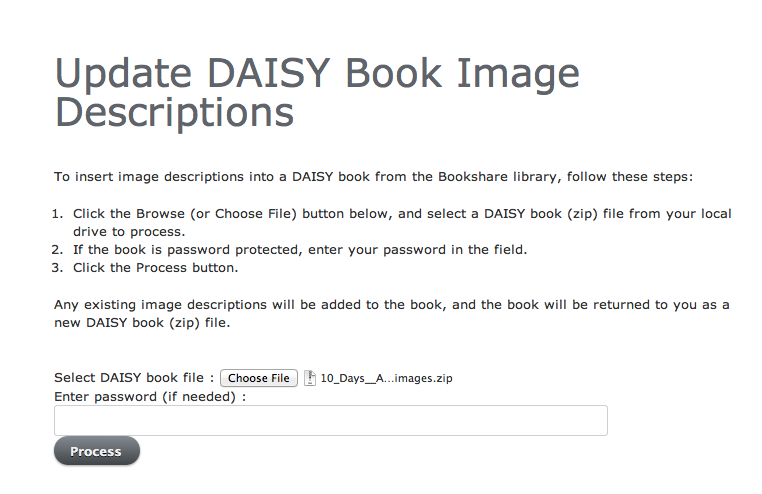 Update DAISY Book Image
Descriptions
To insert image descriptions into a DAISY book from the Bookshare library, follow these steps:
1. Click the Browse (or Choose File) button below, and select a DAISY book (zip) file from your local
drive to process.
2. If the book is password protected, enter your password in the field.
3. Click the Process button.
Any existing image descriptions will be added to the book, and the book will be returned to you as a
new DAISY book (zip) file.
Select DAISY book file : Choose File 10_Days__A...images.zip
Enter password (if needed) :
Process